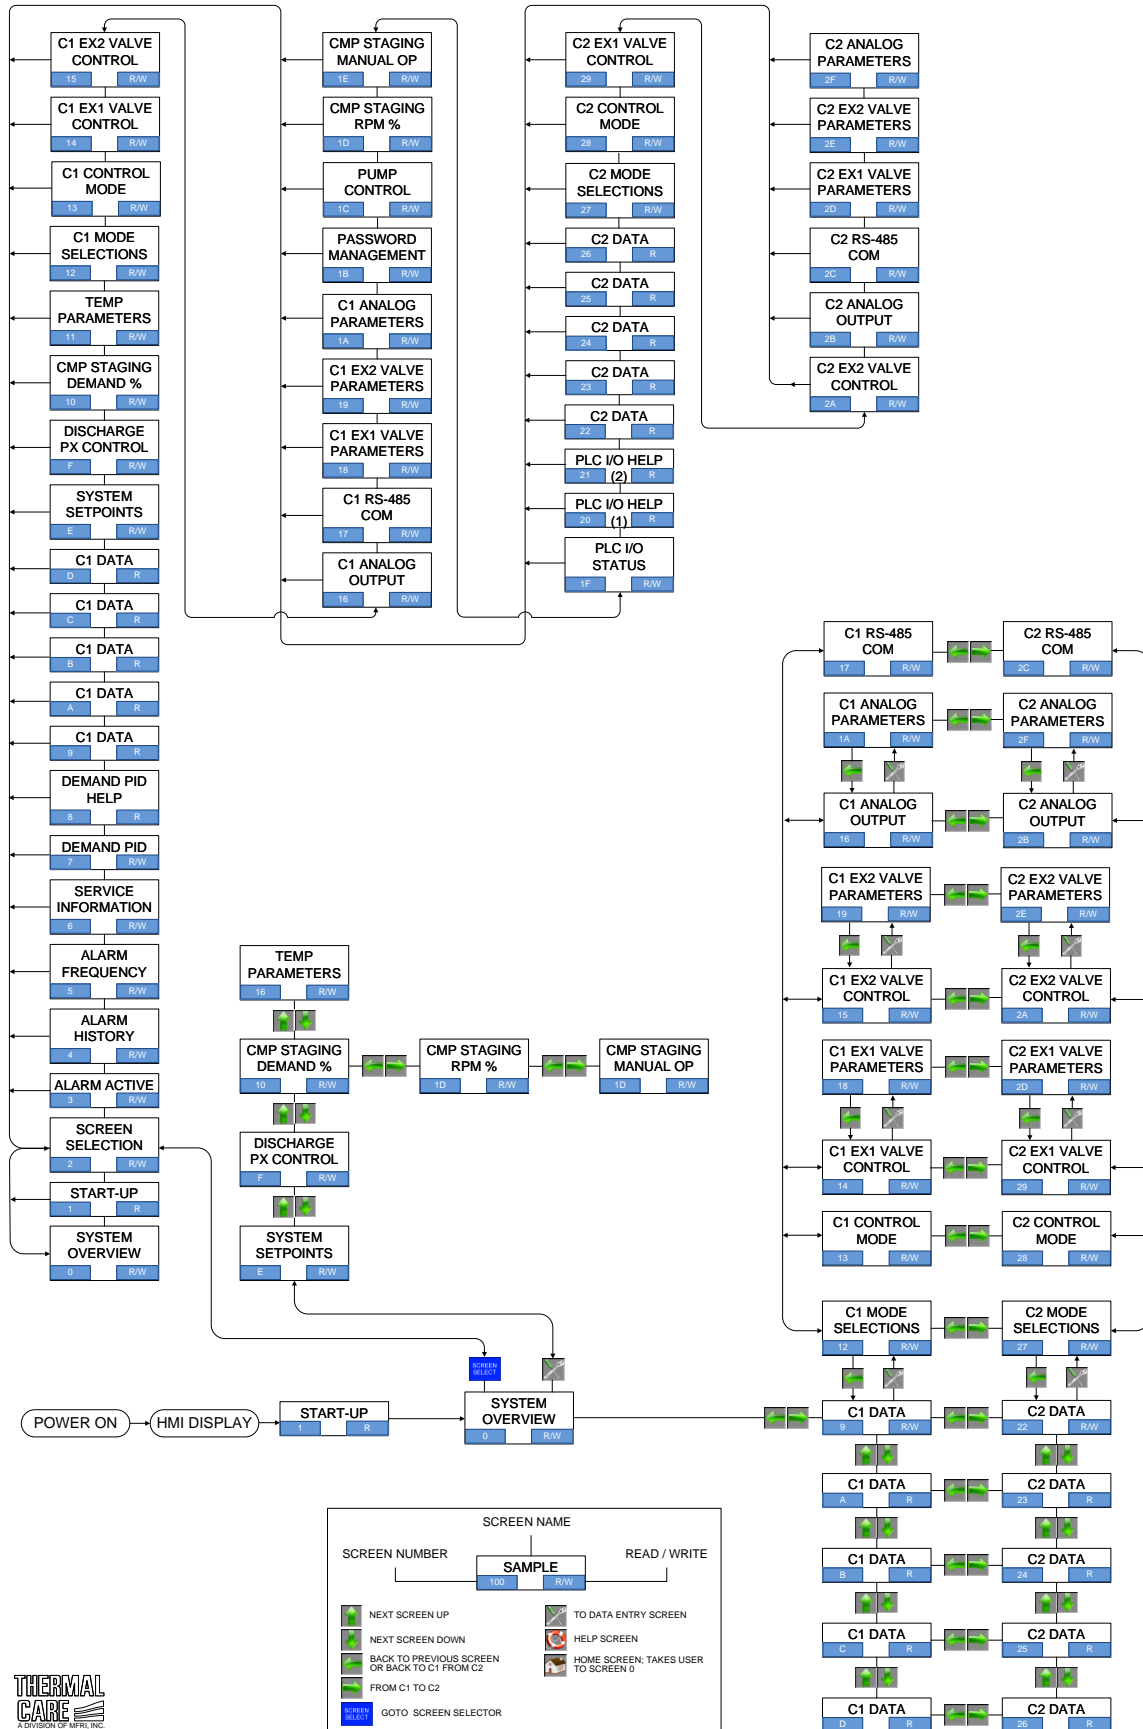 C1 EX2 VALVE
CONTROL
15 R/W
C1 EX1 VALVE
CONTROL
14 R/W
C1 CONTROL
MODE
13 R/W
C1 MODE
SELECTIONS
12 R/W
TEMP
PARAMETERS
11 R/W
CMP STAGING
DEMAND %
10 R/W
DISCHARGE
PX CONTROL
F R/W
SYSTEM
SETPOINTS
E R/W
C1 DATA
D R
C1 DATA
C R
C1 DATA
B R
C1 DATA
A R
C1 DATA
9 R
DEMAND PID
HELP
8 R
DEMAND PID
7 R/W
SERVICE
INFORMATION
6 R/W
ALARM
FREQUENCY
5 R/W
ALARM
HISTORY
4 R/W
ALARM ACTIVE
3 R/W
SCREEN
SELECTION
2 R/W
START-UP
1 R
SYSTEM
OVERVIEW
0 R/W
CMP STAGING
MANUAL OP
1E R/W
CMP STAGING
RPM %
1D R/W
PUMP
CONTROL
1C R/W
PASSWORD
MANAGEMENT
1B R/W
C1 ANALOG
PARAMETERS
1A R/W
C1 EX2 VALVE
PARAMETERS
19 R/W
C1 EX1 VALVE
PARAMETERS
18 R/W
C1 RS-485
COM
17 R/W
C1 ANALOG
OUTPUT
16 R/W
C2 EX1 VALVE
CONTROL
29 R/W
C2 CONTROL
MODE
28 R/W
C2 MODE
SELECTIONS
27 R/W
C2 DATA
26 R
C2 DATA
25 R
C2 DATA
24 R
C2 DATA
23 R
C2 DATA
22 R
PLC I/O HELP
21 (2) R
PLC I/O HELP
20 (1) R
PLC I/O
STATUS
1F R/W
C2 ANALOG
PARAMETERS
2F R/W
C2 EX2 VALVE
PARAMETERS
2E R/W
C2 EX1 VALVE
PARAMETERS
2D R/W
C2 RS-485
COM
2C R/W
C2 ANALOG
OUTPUT
2B R/W
C2 EX2 VALVE
CONTROL
2A R/W
TEMP
PARAMETERS
16 R/W
CMP STAGING
DEMAND %
10 R/W
CMP STAGING
RPM %
1D R/W
CMP STAGING
MANUAL OP
1D R/W
DISCHARGE
PX CONTROL
F R/W
SYSTEM
SETPOINTS
E R/W
SCREEN
SELECT
POWER ON
HMI DISPLAY
START-UP
1 R
SYSTEM
OVERVIEW
0 R/W
C1 RS-485
COM
17 R/W
C2 RS-485
COM
2C R/W
C1 ANALOG
PARAMETERS
1A R/W
C2 ANALOG
PARAMETERS
2F R/W
C1 ANALOG
OUTPUT
16 R/W
C2 ANALOG
OUTPUT
2B R/W
C1 EX2 VALVE
PARAMETERS
19 R/W
C2 EX2 VALVE
PARAMETERS
2E R/W
C1 EX2 VALVE
CONTROL
15 R/W
C2 EX2 VALVE
CONTROL
2A R/W
C1 EX1 VALVE
PARAMETERS
18 R/W
C2 EX1 VALVE
PARAMETERS
2D R/W
C1 EX1 VALVE
CONTROL
14 R/W
C2 EX1 VALVE
CONTROL
29 R/W
C1 CONTROL
MODE
13 R/W
C2 CONTROL
MODE
28 R/W
C1 MODE
SELECTIONS
12 R/W
C2 MODE
SELECTIONS
27 R/W
C1 DATA
9 R/W
C2 DATA
22 R/W
C1 DATA
A R
C2 DATA
23 R
C1 DATA
B R
C2 DATA
24 R
C1 DATA
C R
C2 DATA
25 R
C1 DATA
D R
C2 DATA
26 R
SCREEN NAME
SCREEN NUMBER
READ / WRITE
SAMPLE
100 R/W
NEXT SCREEN UP
NEXT SCREEN DOWN
BACK TO PREVIOUS SCREEN
OR BACK TO C1 FROM C2
FROM C1 TO C2
SCREEN
SELECT
GOTO SCREEN SELECTOR
TO DATA ENTRY SCREEN
HELP SCREEN
HOME SCREEN; TAKES USER
TO SCREEN 0
THERMAL
CARE
A DIVISION OF MFRI, INC.